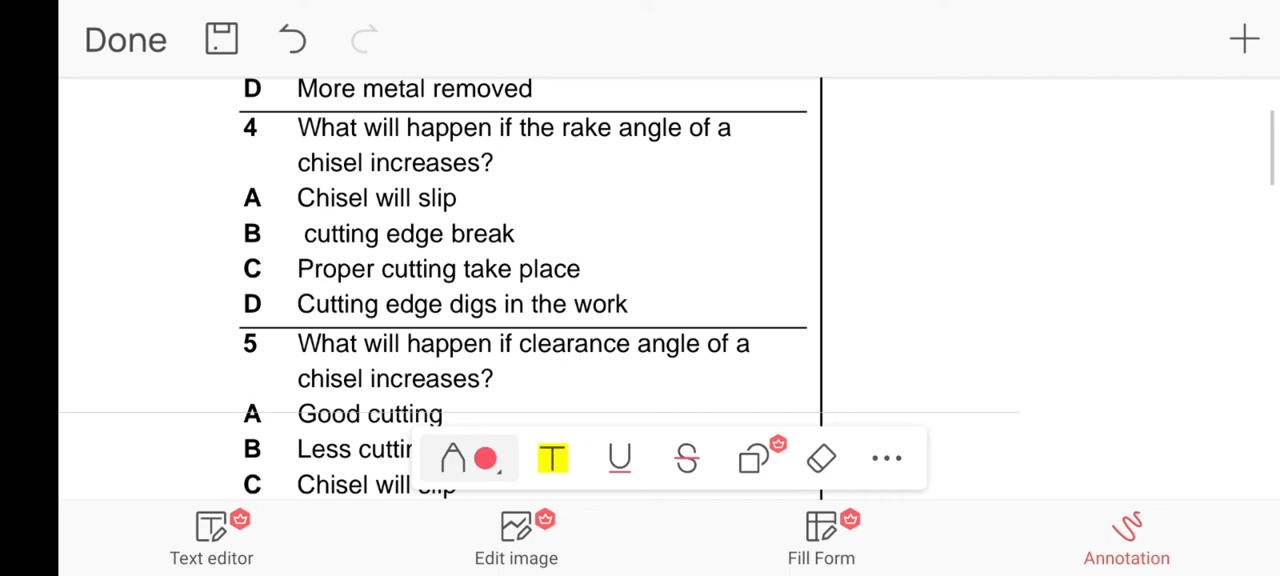 Done
D More metal removed
4 What will happen if the rake angle of a
chisel increases?
A Chisel will slip
B cutting edge break
C Proper cutting take place
D Cutting edge digs in the work
5 What will happen if clearance angle of a
chisel increases?
A Good cutting
B Less
C Chisel will slip
Text editor
Edit image
Fill Form
Annotation